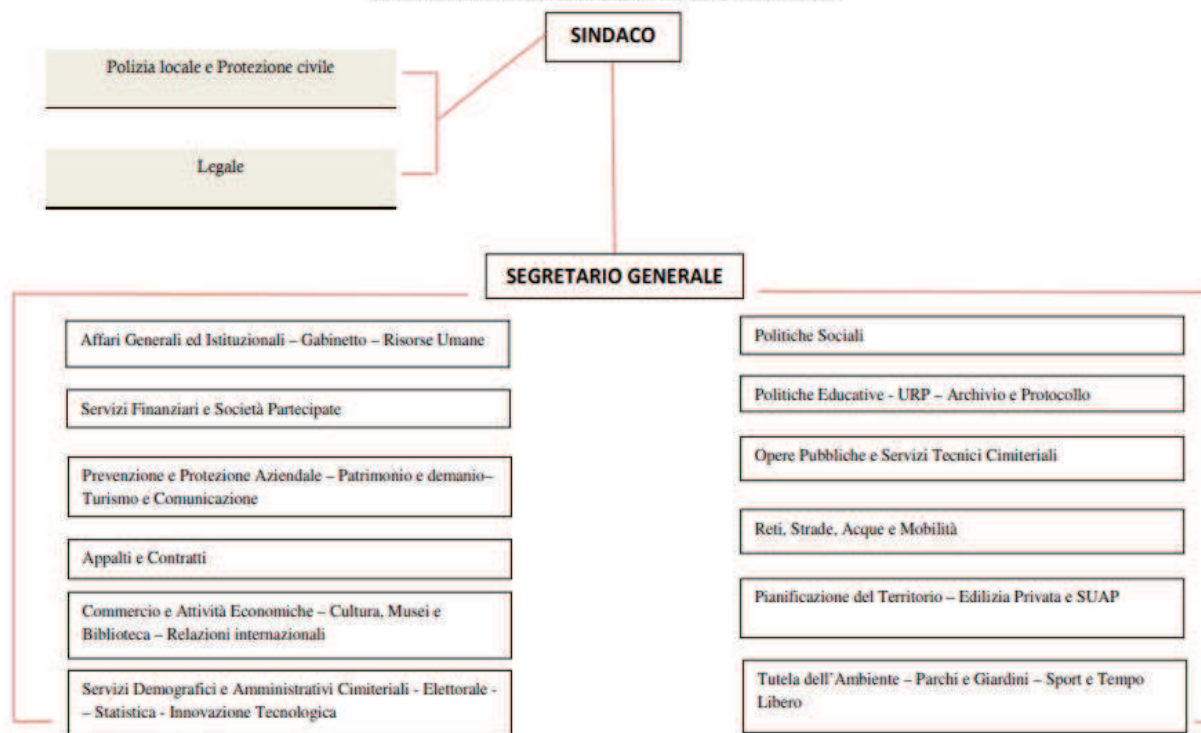 SINDACO
Polizia locale e Protezione civile
Legale
SEGRETARIO GENERALE
Affari Generali ed Istituzionali – Gabinetto – Risorse Umane
Servizi Finanziari e Società Partecipate
Prevenzione e Protezione Aziendale – Patrimonio e demanio–
Turismo e Comunicazione
Appalti e Contratti
Commercio e Attività Economiche – Cultura, Musei e
Biblioteca – Relazioni internazionali
Servizi Demografici e Amministrativi Cimiteriali - Elettorale -
– Statistica - Innovazione Tecnologica
Politiche Sociali
Politiche Educative - URP – Archivio e Protocollo
Opere Pubbliche e Servizi Tecnici Cimiteriali
Reti, Strade, Acque e Mobilità
Pianificazione del Territorio – Edilizia Privata e SUAP
Tutela dell’Ambiente – Parchi e Giardini – Sport e Tempo
Libero